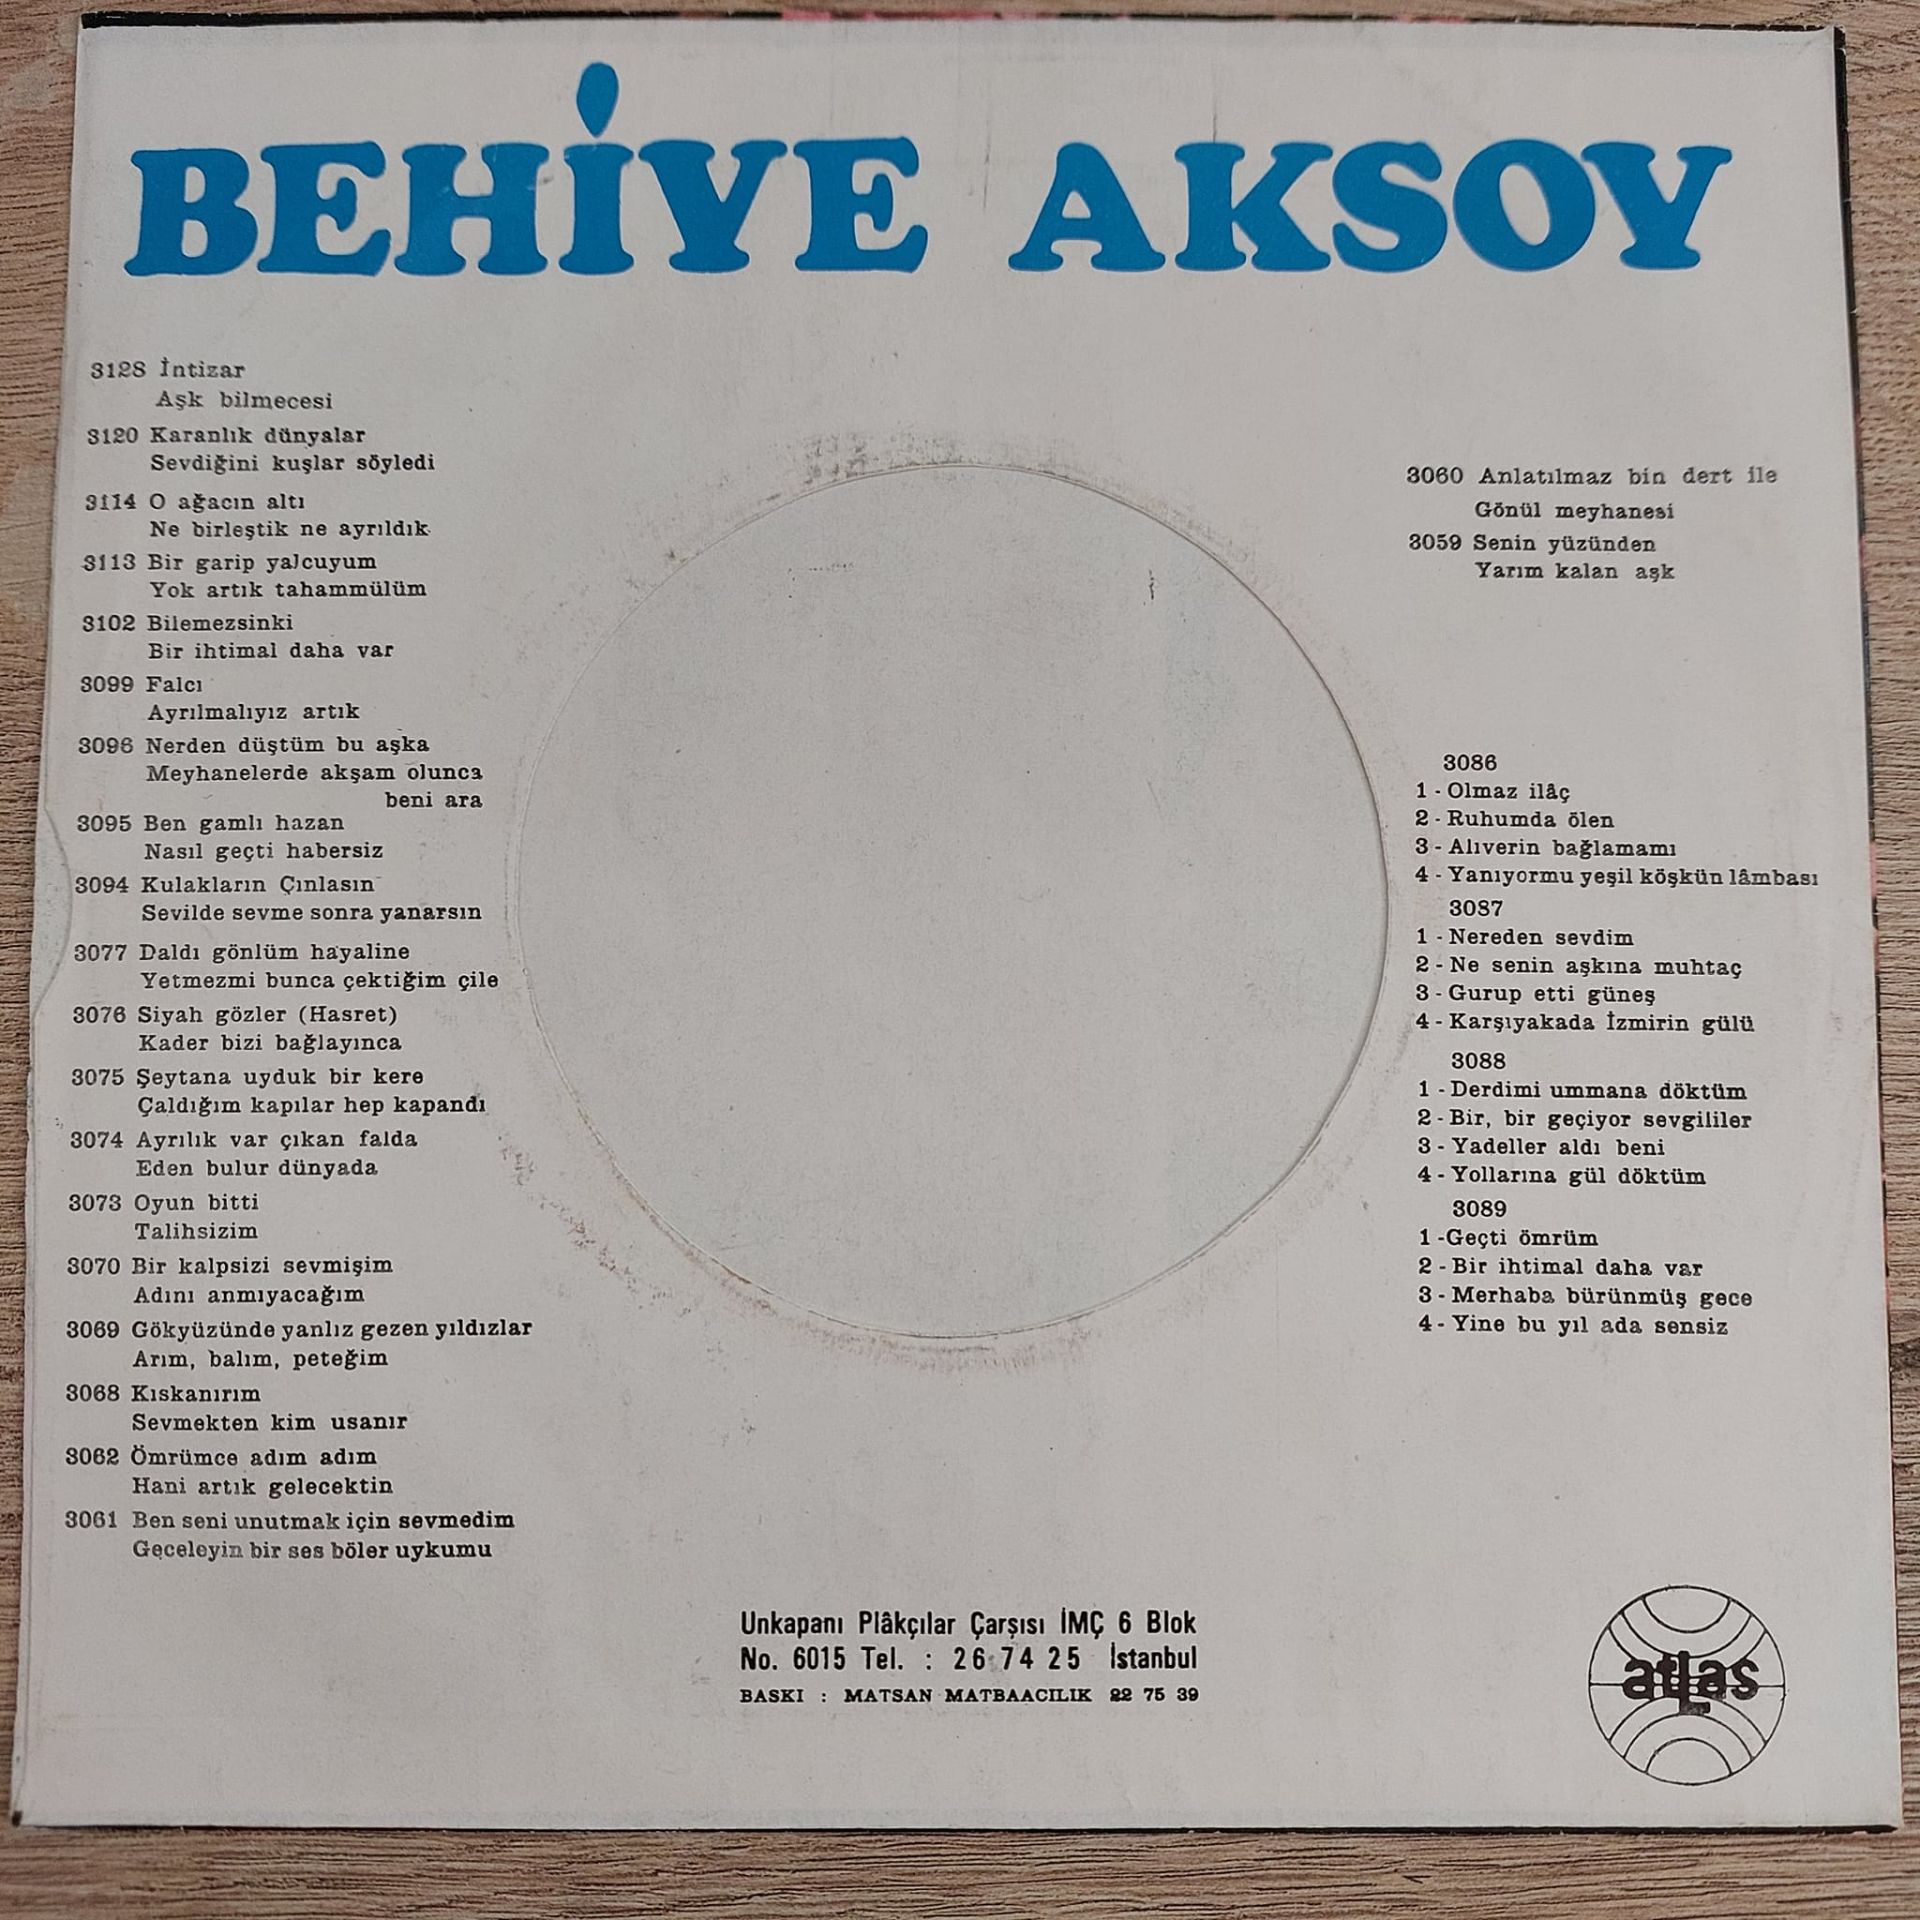 BEHİYE AKSOY
3128 İntizar
Aşk bilmecesi
3120 Karanlık dünyalar
Sevdiğini kuşlar söyledi
3114 O ağacın altı
Ne birleştik ne ayrıldık
3113 Bir garip yalcuyum
Yok artık tahammülüm
3102 Bilemezsinki
Bir ihtimal daha var
3099 Falcı
Ayrılmalıyız artık
3096 Nerden düştüm bu aşka
Meyhanelerde akşam olunca
beni ara
3095 Ben gamlı hazan
Nasıl geçti habersiz
3094 Kulakların Çınlasın
Sevilde sevme sonra yanarsın
3077 Daldı gönlüm hayaline
Yetmezmi bunca çektiğim çile
3076 Siyah gözler (Hasret)
Kader bizi bağlayınca
3075 Şeytana uyduk bir kere
Çaldığım kapılar hep kapandı
3074 Ayrılık var çıkan falda
Eden bulur dünyada
3073 Oyun bitti
Talihsizim
3070 Bir kalpsizi sevmişim
Adını anmıyacağım
3069 Gökyüzünde yanlız gezen yıldızlar
Arım, balım, peteğim
3068 Kıskanırım
Sevmekten kim usanır
3062 Ömrümce adım adım
Hani artık gelecektin
3061 Ben seni unutmak için sevmedim
Geceleyin bir ses böler uykumu
3060 Anlatılmaz bin dert ile
Gönül meyhanesi
3059 Senin yüzünden
Yarım kalan aşk
3086
1 - Olmaz ilâç
2 - Ruhumda ölen
3 - Alıverin bağlamamı
4 - Yanıyormu yeşil köşkün lâmbası
3087
1 - Nereden sevdim
2 - Ne senin aşkına muhtaç
3 - Gurup etti güneş
4 - Karşıyakada İzmirin gülü
3088
1 - Derdimi ummana döktüm
2 - Bir, bir geçiyor sevgililer
3 - Yadeller aldı beni
4 - Yollarına gül döktüm
3089
1 -Geçti ömrüm
2 - Bir ihtimal daha var
3 - Merhaba bürünmüş gece
4 - Yine bu yıl ada sensiz
Unkapanı Plâkçılar Çarşısı İMÇ 6 Blok
No. 6015 Tel. : 26 74 25 İstanbul
BASKI : MATSAN MATBAACILIK 22 75 39
atlas